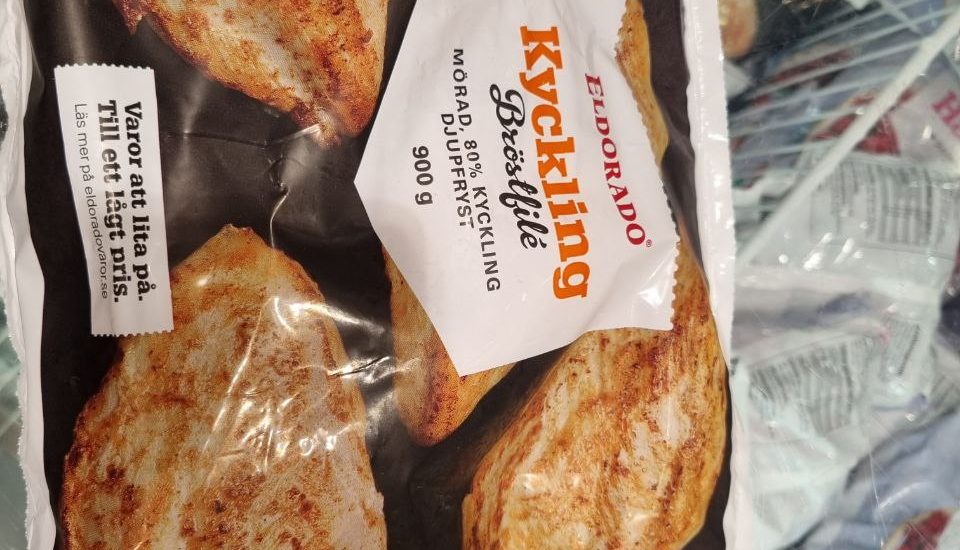 ELDORADO®
Kyckling
Bröstfilé
MÖRAD, 80% KYCKLING
DJUPFRYST
900 g
Varor att lita på.
Till ett lågt pris.
Läs mer på eldoradovaror.se